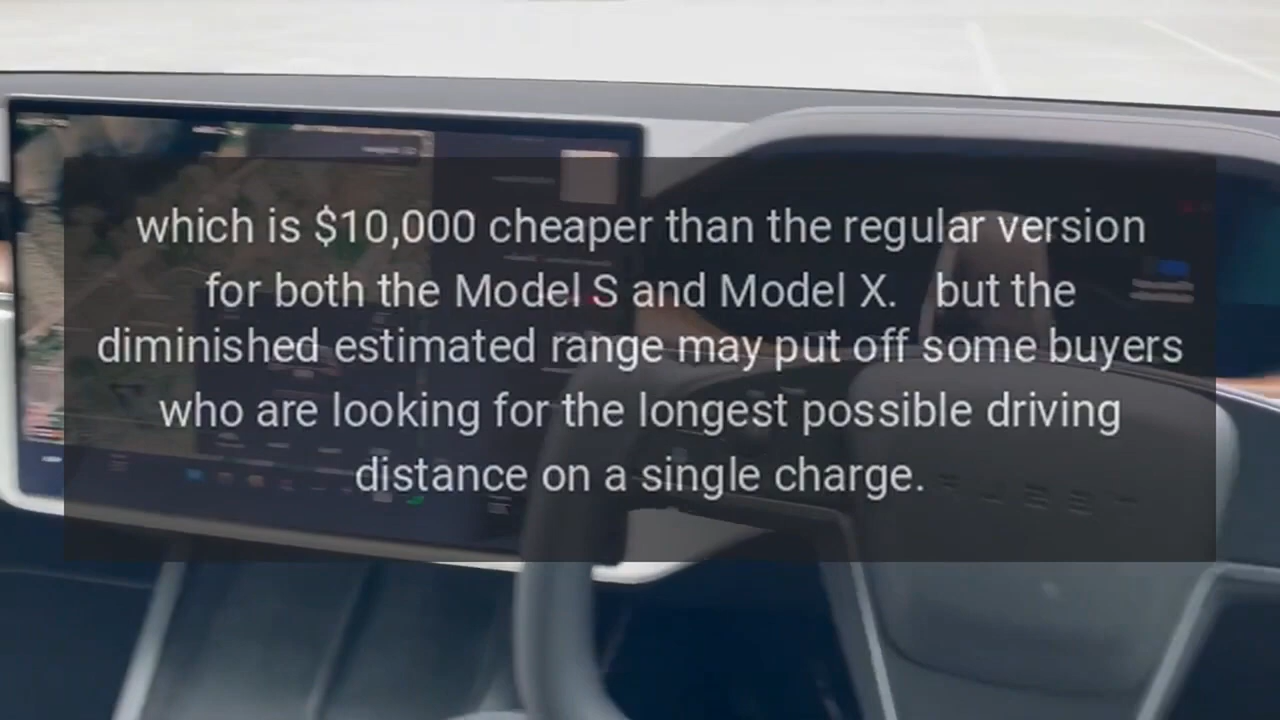 which is $10,000 cheaper than the regular version
for both the Model S and Model X.   but the
diminished estimated range may put off some buyers
who are looking for the longest possible driving
distance on a single charge.